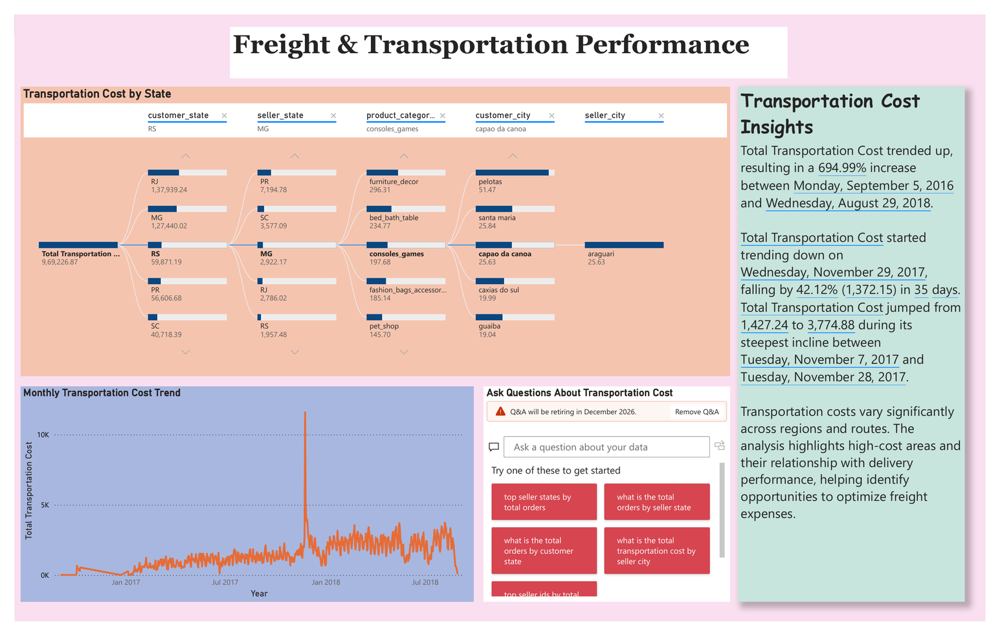 Freight & Transportation Performance
Transportation Cost by State
customer_state
RS
seller_state
MG
product_categor...
consoles_games
customer_city
capao da canoa
seller_city
Total Transportation ...
9,69,226.87
RJ
1,37,939.24
MG
1,27,440.02
RS
59,871.19
PR
56,606.68
SC
40,718.39
PR
7,194.78
SC
3,577.09
MG
2,922.17
RJ
2,786.02
RS
1,957.48
furniture_decor
296.31
bed_bath_table
234.77
consoles_games
197.68
fashion_bags_accessor...
185.14
pet_shop
145.70
pelotas
51.47
santa maria
25.84
capao da canoa
25.63
caxias do sul
19.99
guaiba
19.04
araguari
25.63
Transportation Cost
Insights
Total Transportation Cost trended up,
resulting in a 694.99% increase
between Monday, September 5, 2016
and Wednesday, August 29, 2018.
Total Transportation Cost started
trending down on
Wednesday, November 29, 2017,
falling by 42.12% (1,372.15) in 35 days.
Total Transportation Cost jumped from
1,427.24 to 3,774.88 during its
steepest incline between
Tuesday, November 7, 2017 and
Tuesday, November 28, 2017.
Transportation costs vary significantly
across regions and routes. The
analysis highlights high-cost areas and
their relationship with delivery
performance, helping identify
opportunities to optimize freight
expenses.
Monthly Transportation Cost Trend
Total Transportation Cost
10K
5K
0K
Jan 2017
Jul 2017
Jan 2018
Jul 2018
Year
Ask Questions About Transportation Cost
Q&A will be retiring in December 2026.
Remove Q&A
Ask a question about your data
Try one of these to get started
top seller states by
total orders
what is the total
orders by seller state
what is the total
orders by customer
state
what is the total
transportation cost by
seller city
top seller ids by total